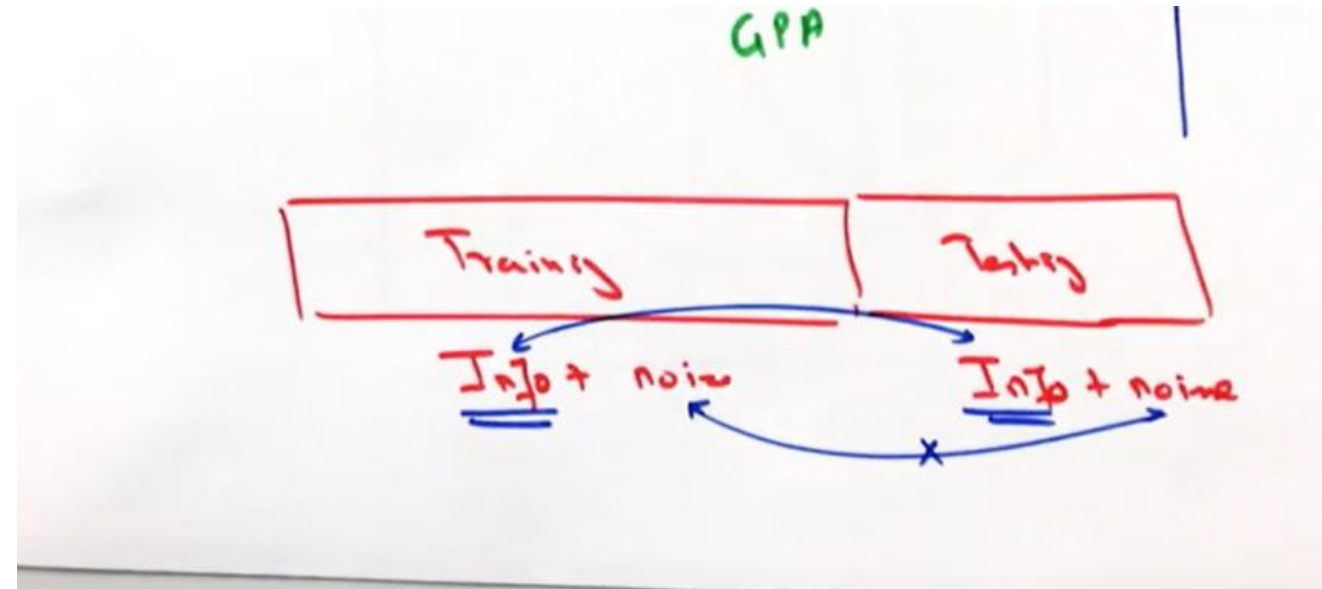 GPA
Training Testing
Info + noise Info + noise
x